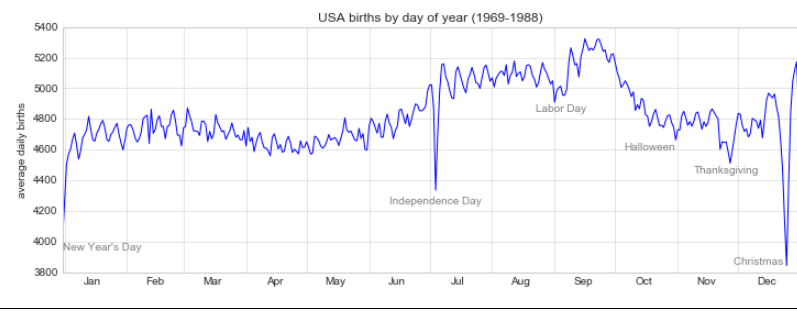 USA births by day of year (1969-1988)
5400
5200
5000
4800
4600
4400
4200
4000
3800
average daily births
Labor Day
Halloween
Thanksgiving
Independence Day
New Year's Day
Christmas
Jan Feb Mar Apr May Jun Jul Aug Sep Oct Nov Dec